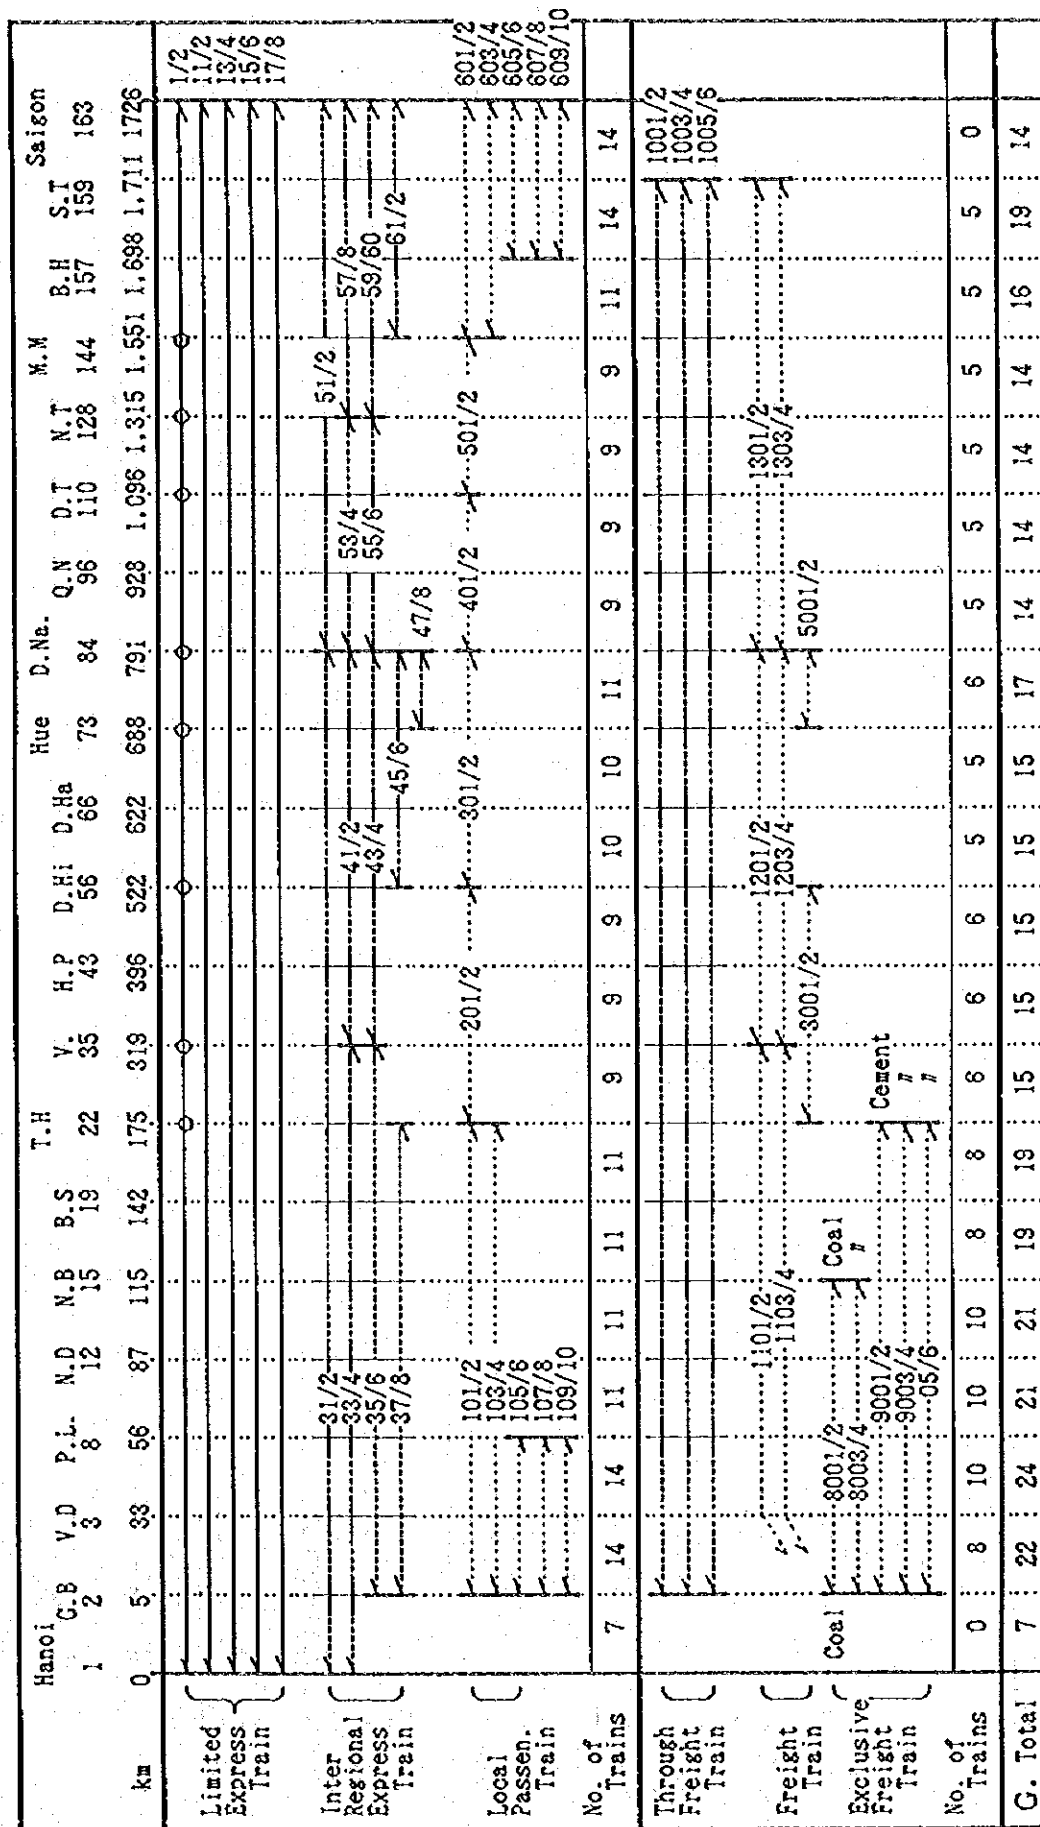 Hanoi G.B V.D P.L. N.D N.B B.S T.H V. H.P D.Hi D.Ha Hue D.Na. Q.N D.T N.T M.M B.H S.T Saigon
1 2 3 8 12 15 19 22 35 43 56 66 73 84 96 110 128 144 157 159 163
km 0 5 33 56 87 115 142 175 319 396 522 622 688 791 928 1.096 1.315 1.551 1.698 1.711 1726
Limited
Express
Train
1/2
11/2
13/4
15/6
17/8
Inter
Regional
Express
Train
31/2 51/2
33/4 41/2 53/4 57/8
35/6 43/4 55/6 59/60
37/8 45/6 61/2
47/8
Local
Passen.
Train
101/2 201/2 301/2 401/2 501/2 601/2
103/4 603/4
105/6 605/6
107/8 607/8
109/10 609/10
No. of
Trains
7 14 14 11 11 11 11 9 9 9 10 10 11 9 9 9 9 11 14 14
Through
Freight
Train
1001/2
1003/4
1005/6
Freight
Train
1101/2 1201/2 1301/2
1103/4 1203/4 1303/4
3001/2 5001/2
Exclusive
Freight
Train
Coal 8001/2 Coal
8003/4 〃
9001/2 Cement
9003/4 〃
05/6 〃
No. of
Trains
0 8 10 10 10 8 8 6 6 6 5 5 6 5 5 5 5 5 5 0
G. Total 7 22 24 21 21 19 19 15 15 15 15 15 17 14 14 14 14 16 19 14